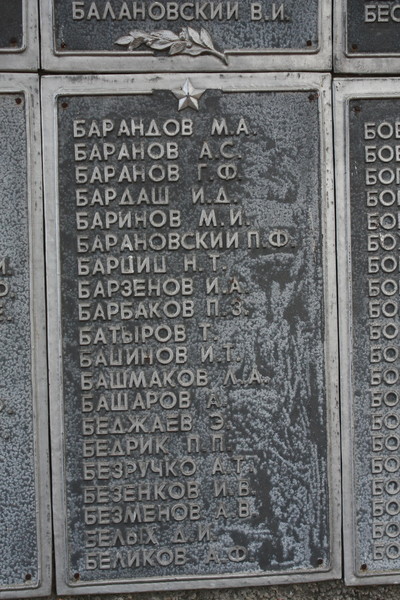 БАЛАНОВСКИЙ В.И.
БАРАНДОВ М.А.
БАРАНОВ А.С.
БАРАНОВ Г.Ф.
БАРДАШ И.Д.
БАРИНОВ М.И.
БАРАНОВСКИЙ П.Ф.
БАРЦИЦ Н.Т.
БАРЗЕНОВ И.А.
БАРБАКОВ П.З.
БАТЫРОВ Т.
БАЦИНОВ И.Т.
БАШМАКОВ Л.А.
БАШАРОВ А.
БЕДЖАЕВ Э.
БЕДРИК П.П.
БЕЗРУЧКО А.Т.
БЕЗЕНКОВ И.В.
БЕЗМЕНОВ А.В.
БЕЛЫХ Д.И.
БЕЛИКОВ А.Ф.